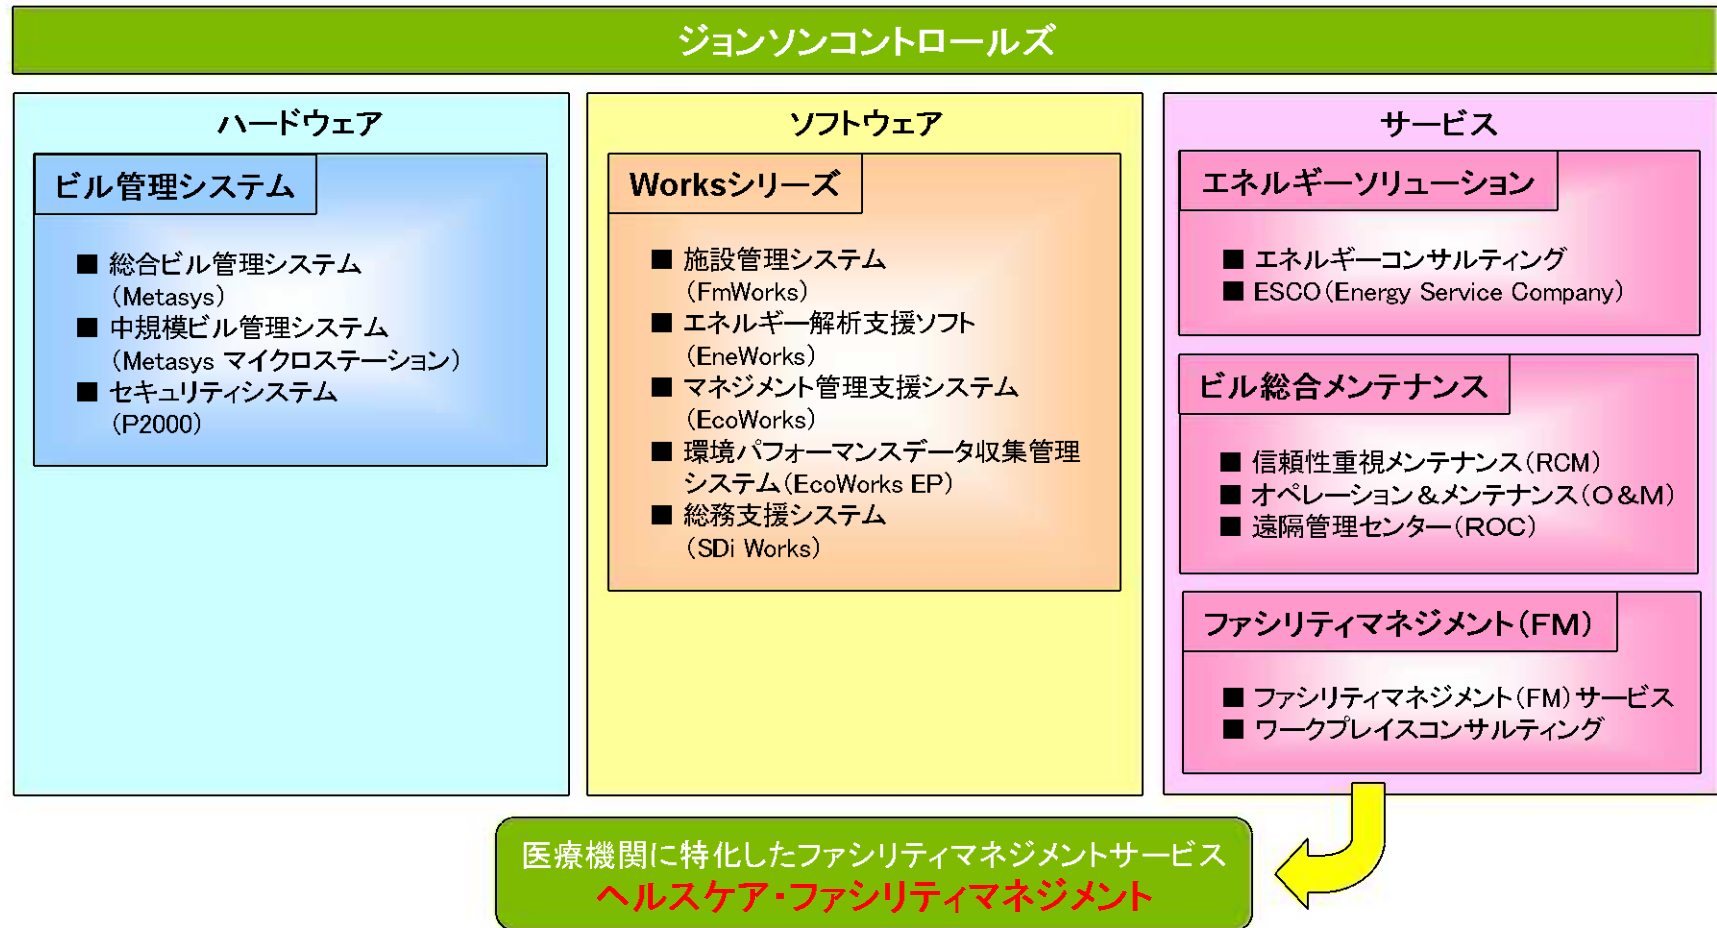 ジョンソンコントロールズ
ハードウェア
ビル管理システム
■ 総合ビル管理システム
(Metasys)
■ 中規模ビル管理システム
(Metasys マイクロステーション)
■ セキュリティシステム
(P2000)
ソフトウェア
Worksシリーズ
■ 施設管理システム
(FmWorks)
■ エネルギー解析支援ソフト
(EneWorks)
■ マネジメント管理支援システム
(EcoWorks)
■ 環境パフォーマンスデータ収集管理
システム(EcoWorks EP)
■ 総務支援システム
(SDi Works)
サービス
エネルギーソリューション
■ エネルギーコンサルティング
■ ESCO(Energy Service Company)
ビル総合メンテナンス
■ 信頼性重視メンテナンス(RCM)
■ オペレーション&メンテナンス(O&M)
■ 遠隔管理センター(ROC)
ファシリティマネジメント(FM)
■ ファシリティマネジメント(FM)サービス
■ ワークプレイスコンサルティング
医療機関に特化したファシリティマネジメントサービス
ヘルスケア・ファシリティマネジメント